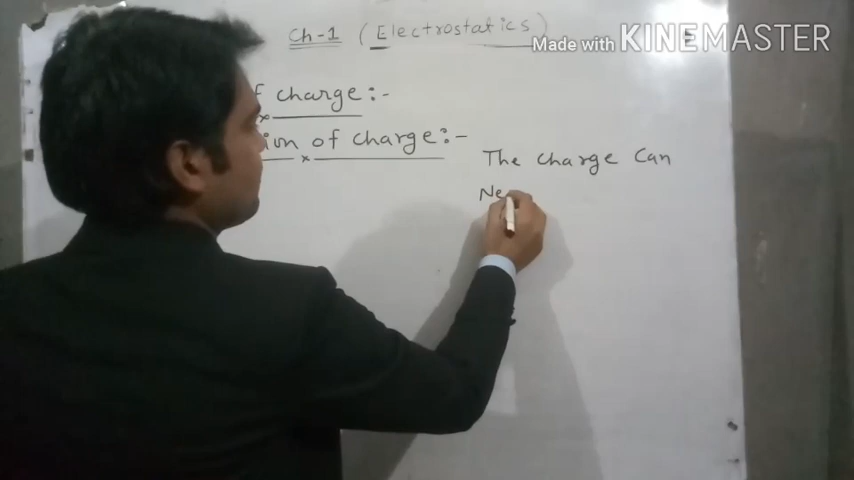 Ch-1 (Electrostatics)
Made with KINEMASTER
f charge:-
ion of charge:-
The charge Can
Ne